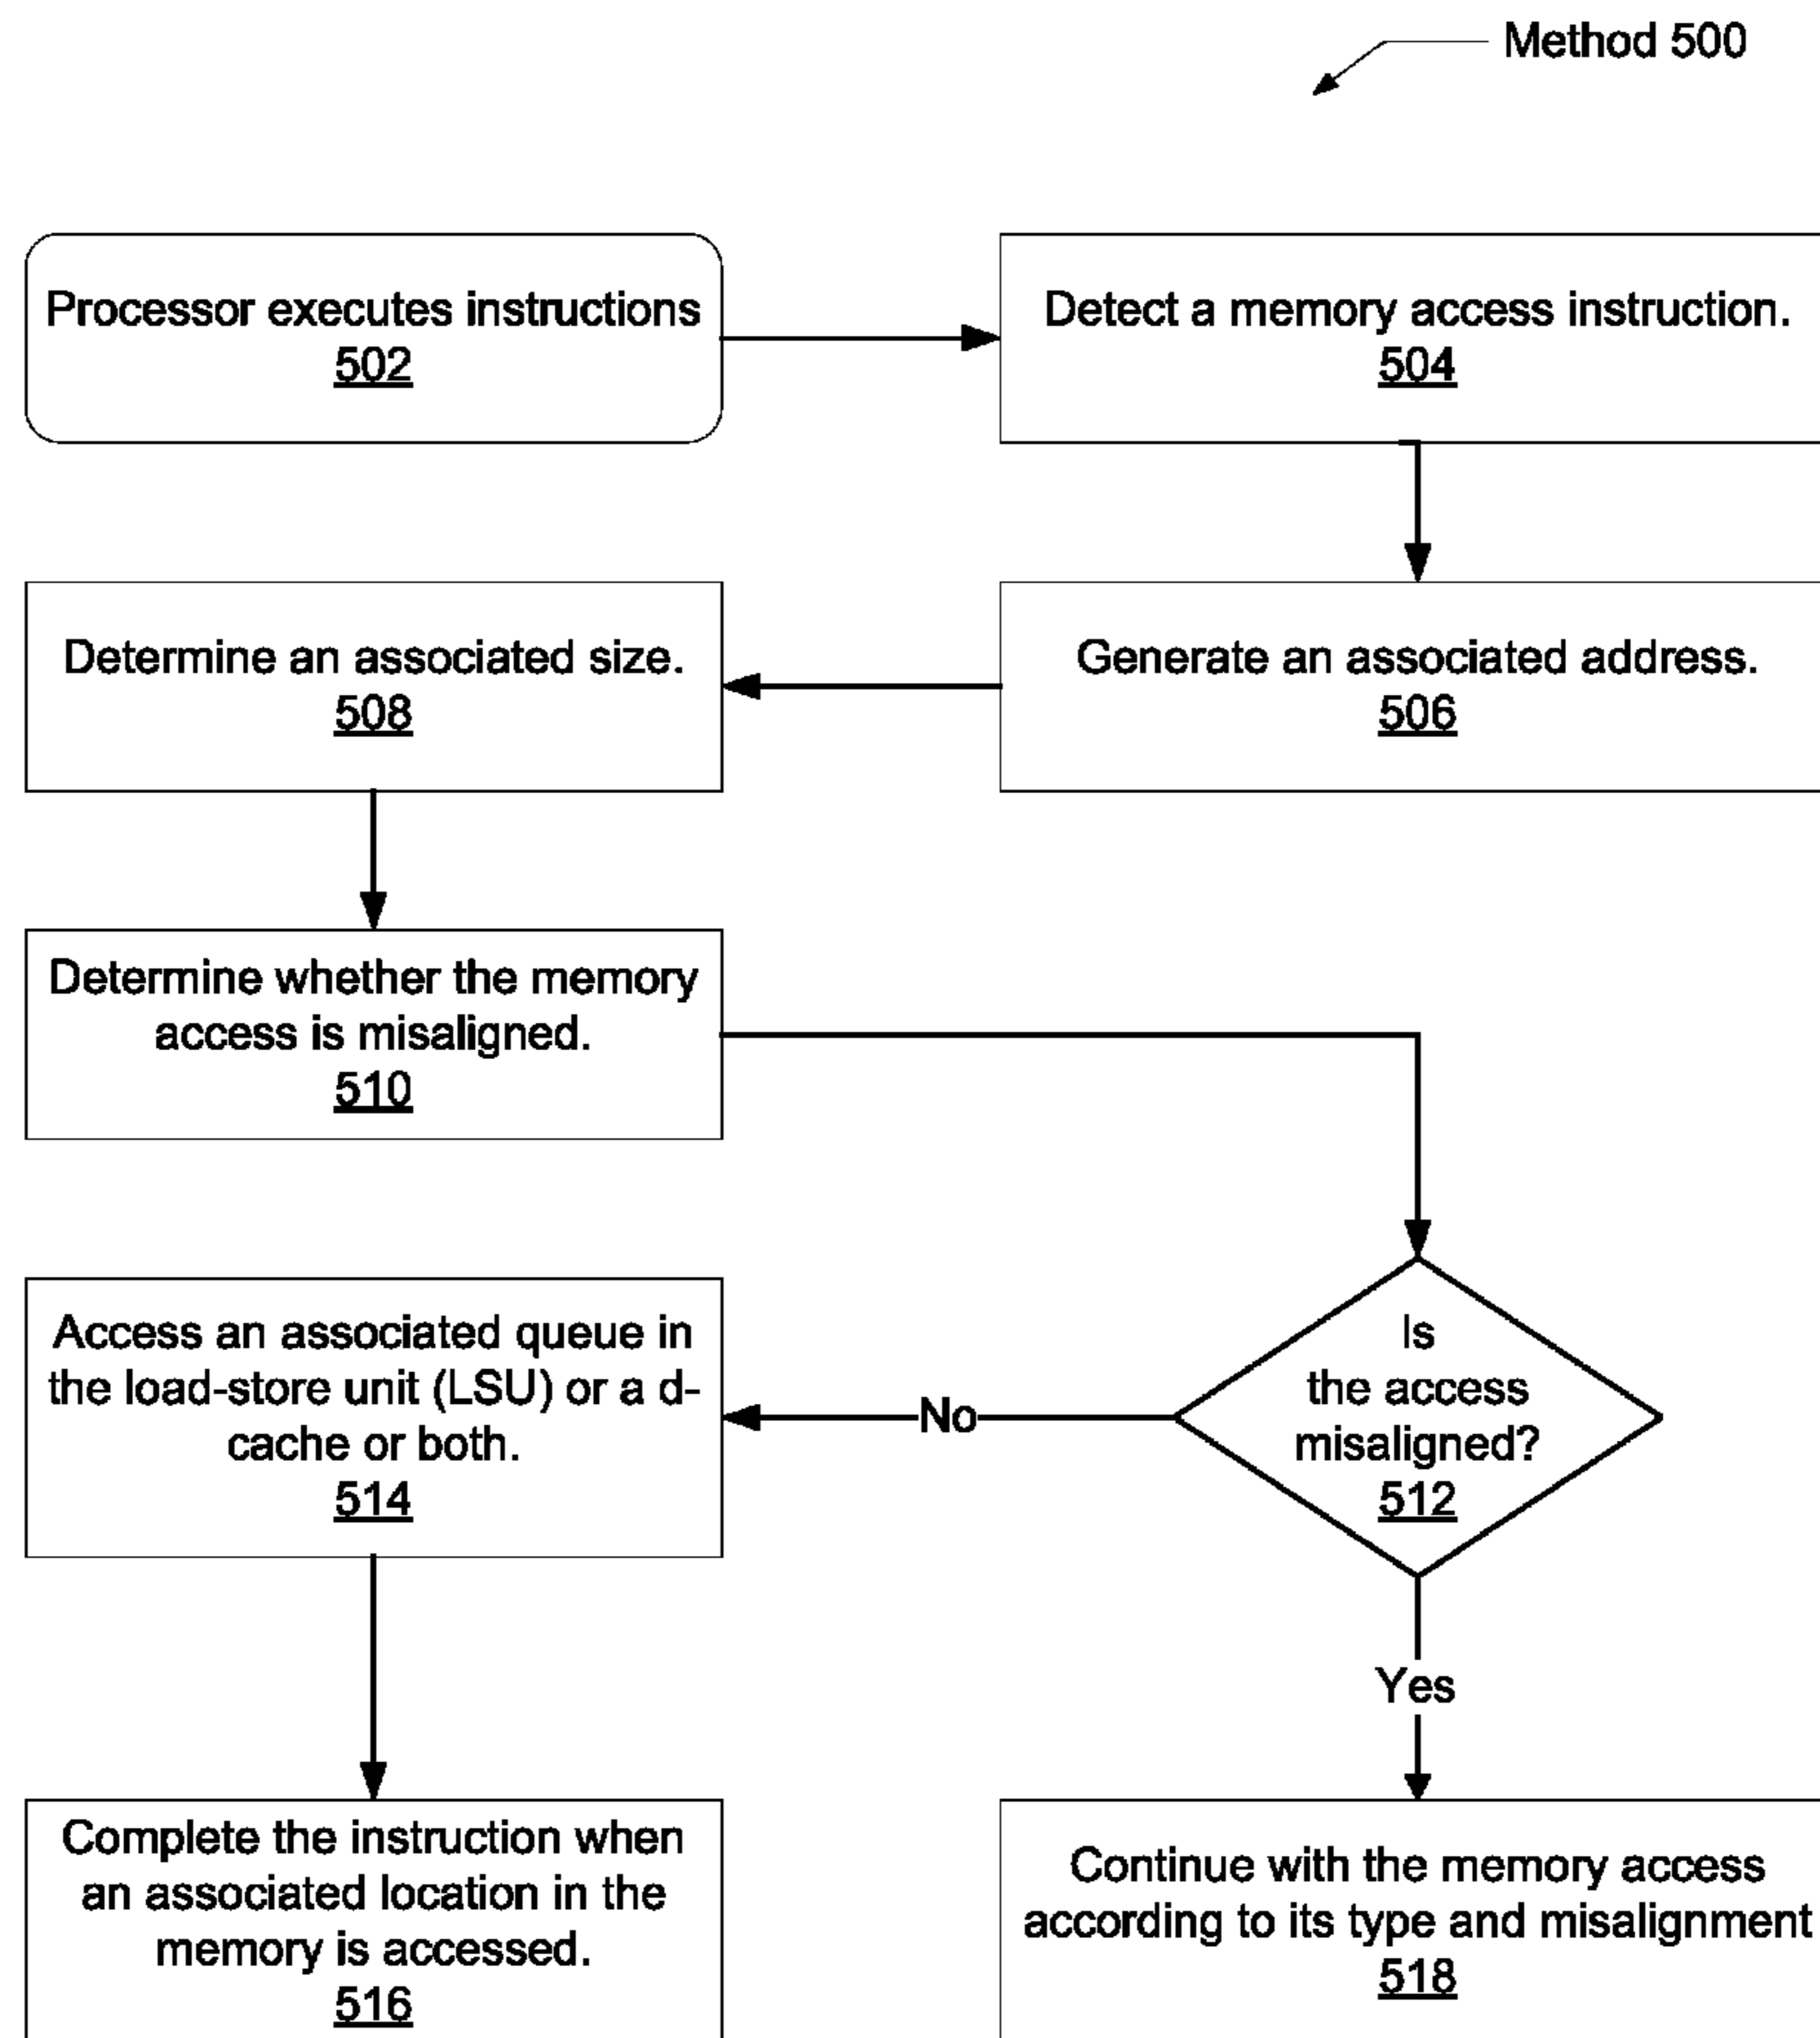 Method 500
Processor executes instructions
502
Detect a memory access instruction.
504
Generate an associated address.
506
Determine an associated size.
508
Determine whether the memory
access is misaligned.
510
Is
the access
misaligned?
512
No
Yes
Access an associated queue in
the load-store unit (LSU) or a d-
cache or both.
514
Complete the instruction when
an associated location in the
memory is accessed.
516
Continue with the memory access
according to its type and misalignment
518